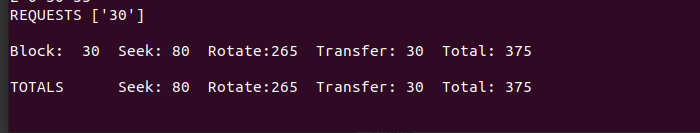 REQUESTS ['30']
Block:  30  Seek: 80  Rotate:265  Transfer: 30  Total: 375
TOTALS      Seek: 80  Rotate:265  Transfer: 30  Total: 375